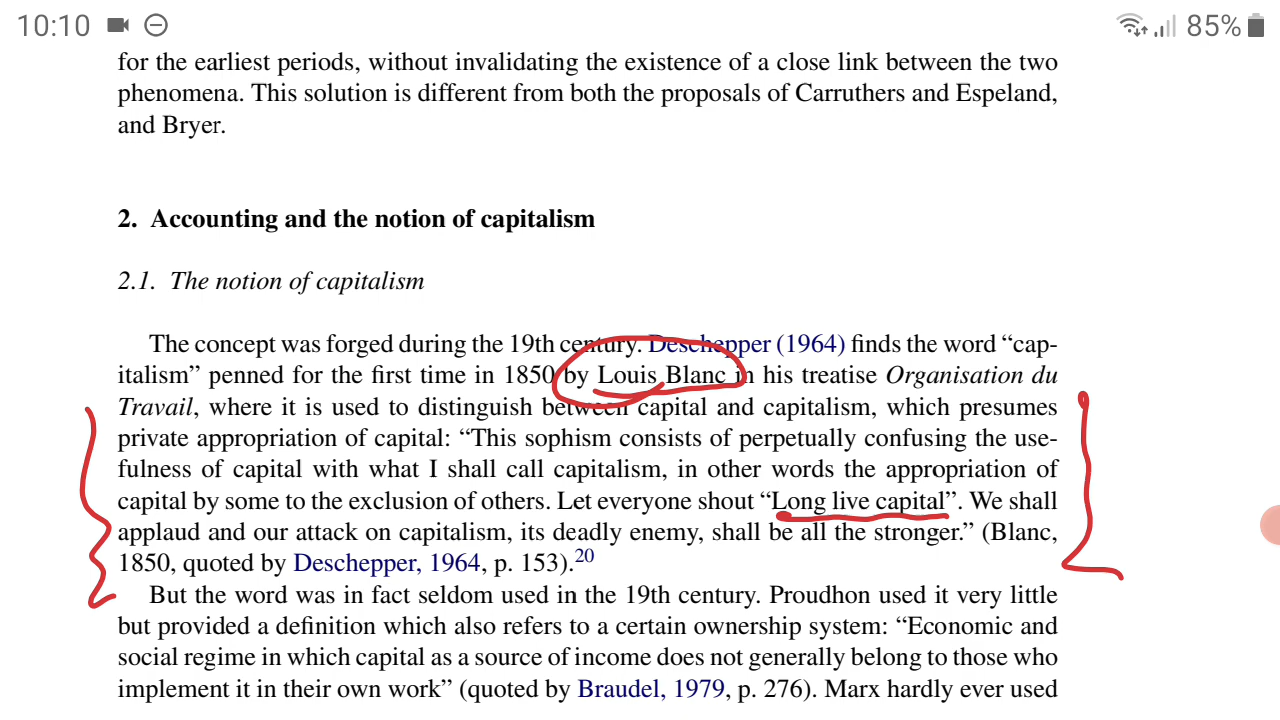 10:10
85%
for the earliest periods, without invalidating the existence of a close link between the two
phenomena. This solution is different from both the proposals of Carruthers and Espeland,
and Bryer.
2. Accounting and the notion of capitalism
2.1. The notion of capitalism
The concept was forged during the 19th century. Deschepper (1964) finds the word “cap-
italism” penned for the first time in 1850 by Louis Blanc in his treatise Organisation du
Travail, where it is used to distinguish between capital and capitalism, which presumes
private appropriation of capital: “This sophism consists of perpetually confusing the use-
fulness of capital with what I shall call capitalism, in other words the appropriation of
capital by some to the exclusion of others. Let everyone shout “Long live capital”. We shall
applaud and our attack on capitalism, its deadly enemy, shall be all the stronger.” (Blanc,
1850, quoted by Deschepper, 1964, p. 153).20
But the word was in fact seldom used in the 19th century. Proudhon used it very little
but provided a definition which also refers to a certain ownership system: “Economic and
social regime in which capital as a source of income does not generally belong to those who
implement it in their own work” (quoted by Braudel, 1979, p. 276). Marx hardly ever used